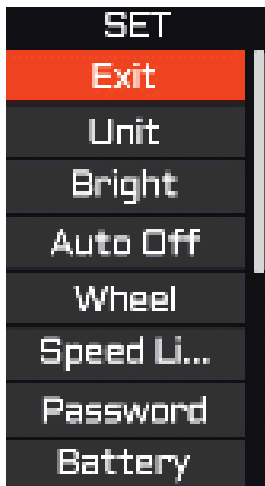 SET
Exit
Unit
Bright
Auto Off
Wheel
Speed Li...
Password
Battery